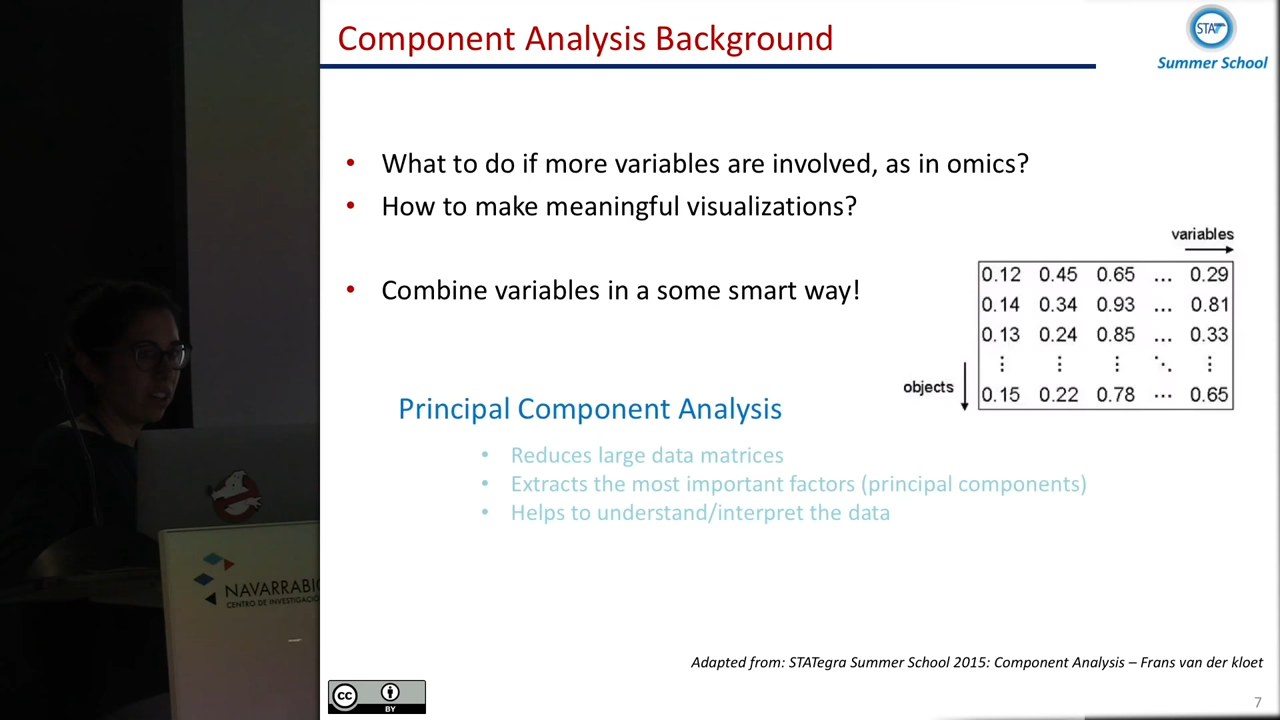 Component Analysis Background
STAT
Summer School
• What to do if more variables are involved, as in omics?
• How to make meaningful visualizations?
• Combine variables in a some smart way!
variables
0.12 0.45 0.65 ... 0.29
0.14 0.34 0.93 ... 0.81
0.13 0.24 0.85 ... 0.33
objects
0.15 0.22 0.78 ... 0.65
Principal Component Analysis
• Reduces large data matrices
• Extracts the most important factors (principal components)
• Helps to understand/interpret the data
NAVARRABI
CENTRO DE INVESTIGACIÓ
Adapted from: STATegra Summer School 2015: Component Analysis – Frans van der kloet
cc
BY
7